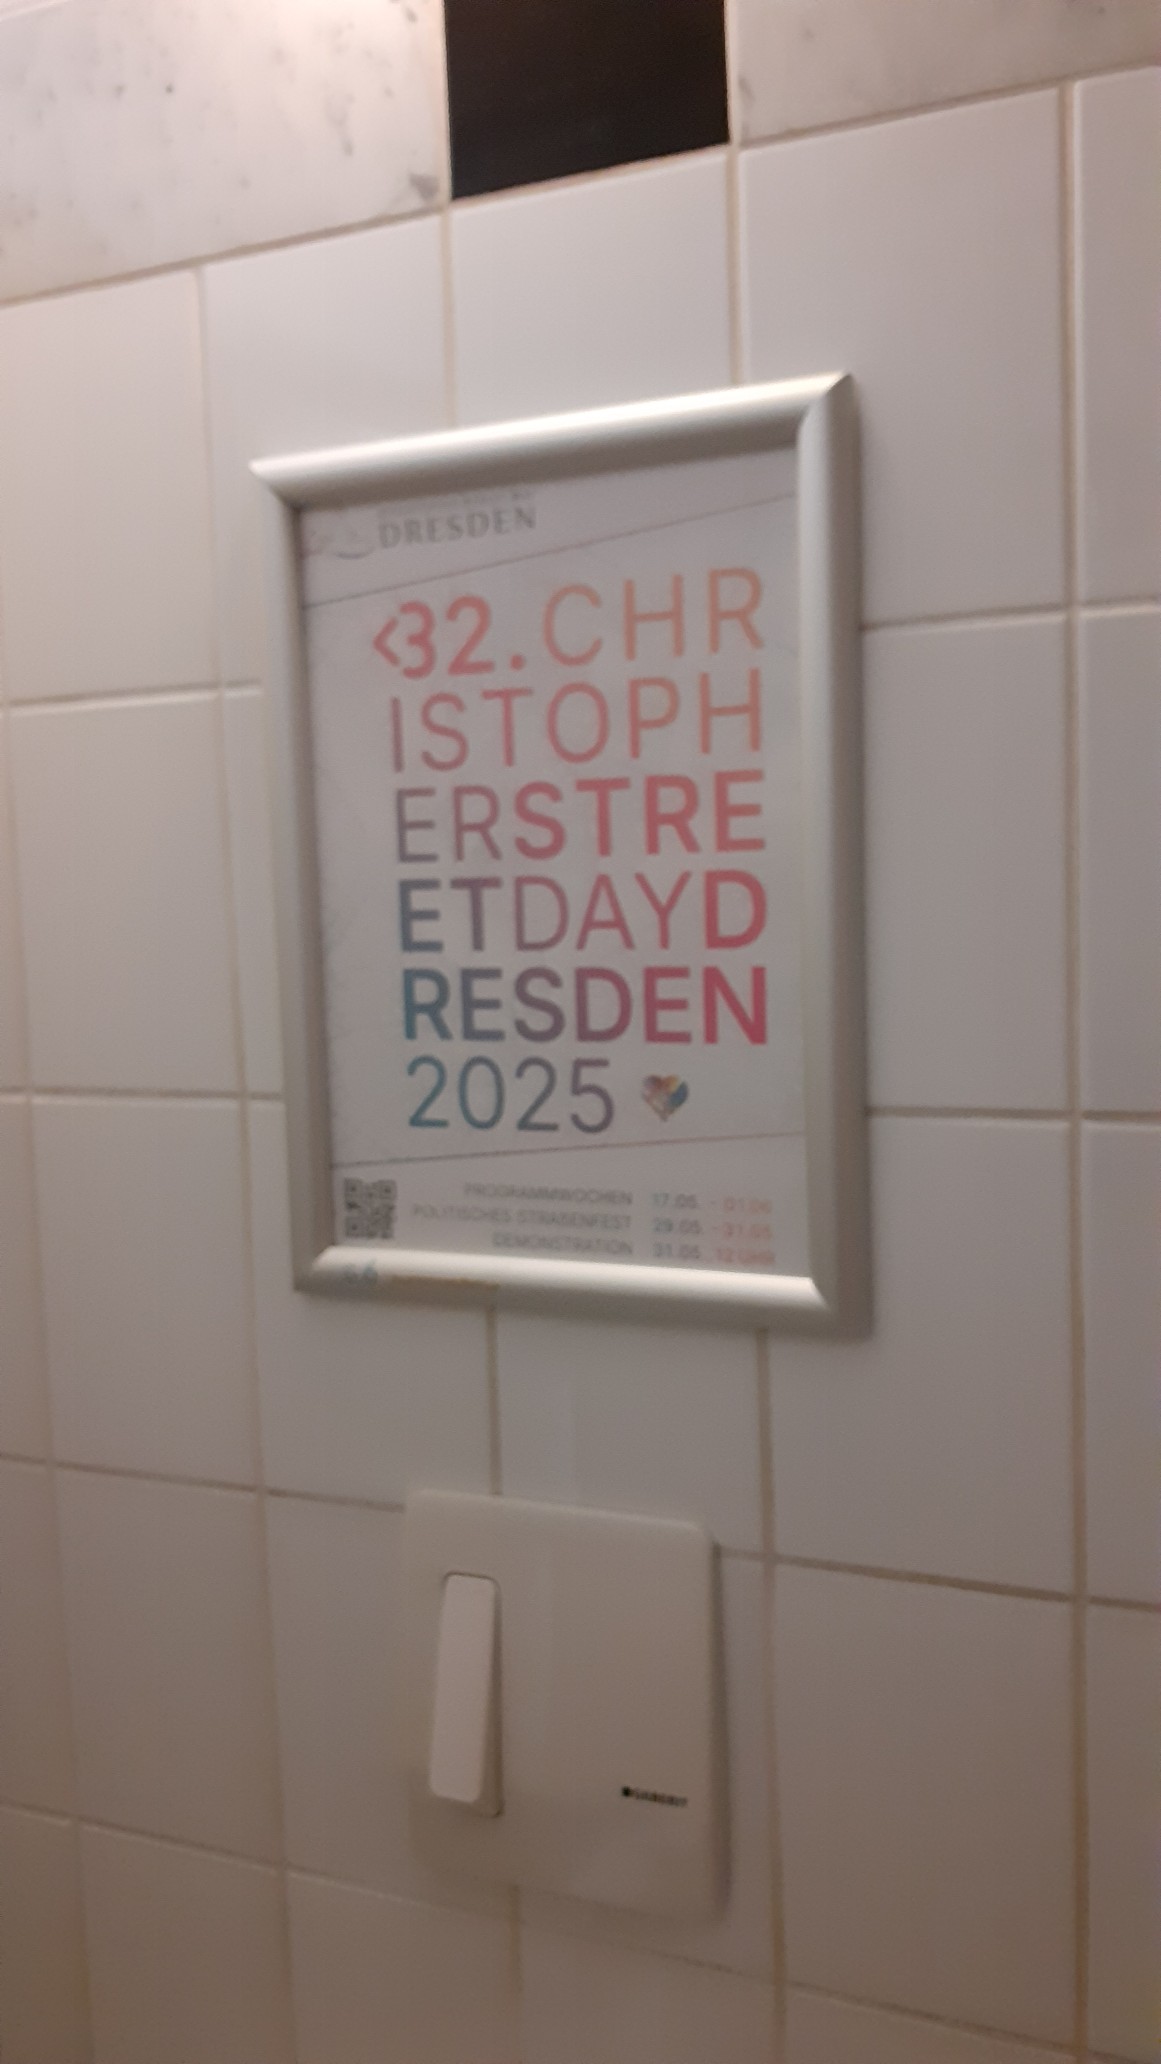 DRESDEN
<32. CHR
ISTOPH
ERSTRE
ETDAYD
RESDEN
2025
PROGRAMMWOCHEN 17.05. - 01.06
POLITISCHES STRAẞENFEST 29.05. - 31.05
DEMONSTRATION 31.05. 12 UHR
GEBERIT